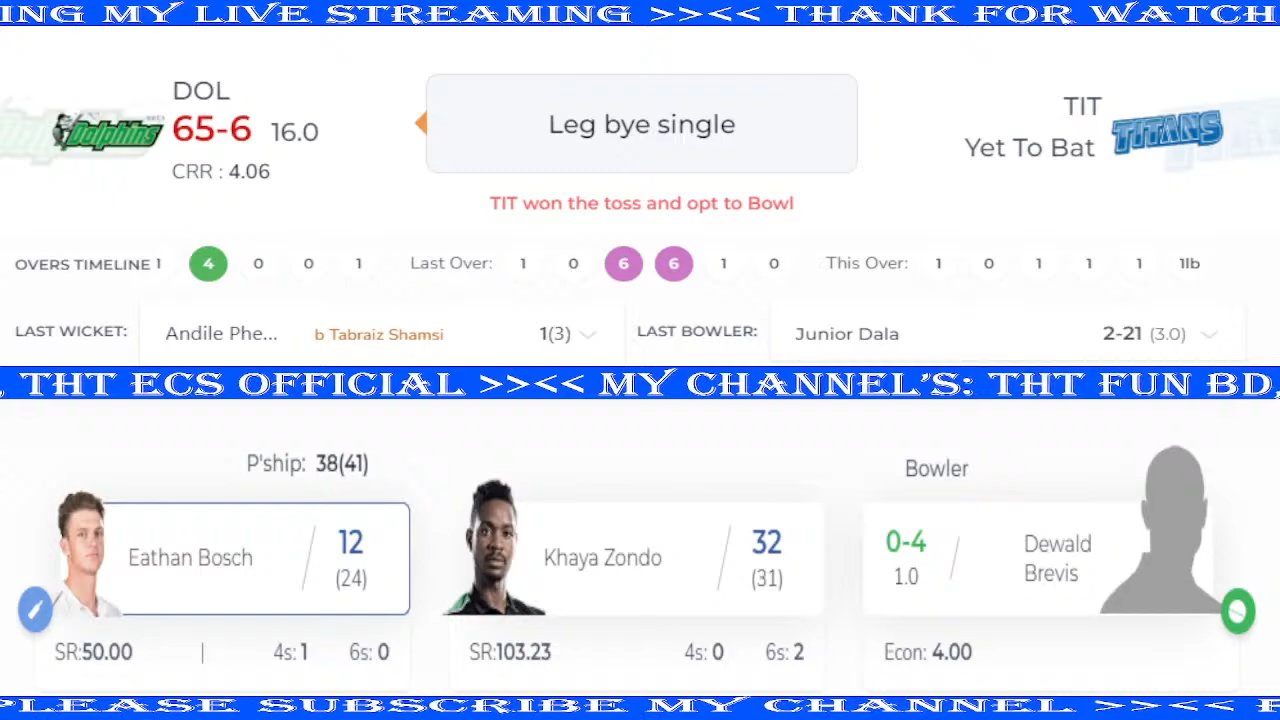 ING MY LIVE STREAMING >><< THANK FOR WATCH
DOL
65-6 16.0
CRR : 4.06
Dolphins
Leg bye single
TIT won the toss and opt to Bowl
TIT
Yet To Bat
TITANS
OVERS TIMELINE 1 4 0 0 1 Last Over: 1 0 6 6 1 0 This Over: 1 0 1 1 1 1lb
LAST WICKET: Andile Phe... b Tabraiz Shamsi 1(3) LAST BOWLER: Junior Dala 2-21 (3.0)
, THT ECS OFFICIAL >><< MY CHANNEL'S: THT FUN BD,
P'ship: 38(41)
Eathan Bosch 12
(24)
SR:50.00 | 4s: 1 6s: 0
Khaya Zondo 32
(31)
SR:103.23 4s: 0 6s: 2
Bowler
0-4
1.0
Dewald
Brevis
Econ: 4.00
PLEASE SUBSCRIBE MY CHANNEL >><<